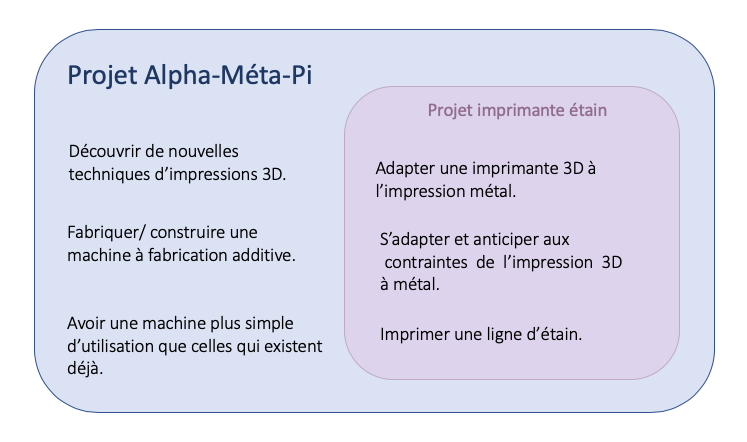 Projet Alpha-Méta-Pi
Découvrir de nouvelles
techniques d’impressions 3D.
Fabriquer/ construire une
machine à fabrication additive.
Avoir une machine plus simple
d’utilisation que celles qui existent
déjà.
Projet imprimante étain
Adapter une imprimante 3D à
l’impression métal.
S’adapter et anticiper aux
contraintes de l’impression 3D
à métal.
Imprimer une ligne d’étain.